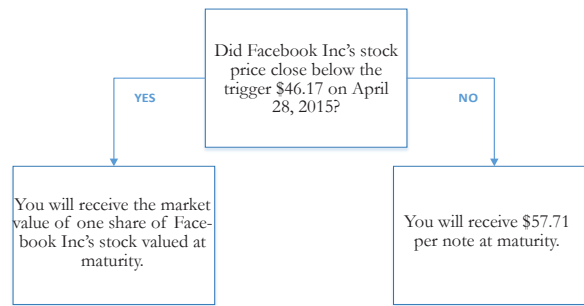 Did Facebook Inc's stock
price close below the
trigger $46.17 on April
28, 2015?
YES
NO
You will receive the market
value of one share of Face-
book Inc's stock valued at
maturity.
You will receive $57.71
per note at maturity.